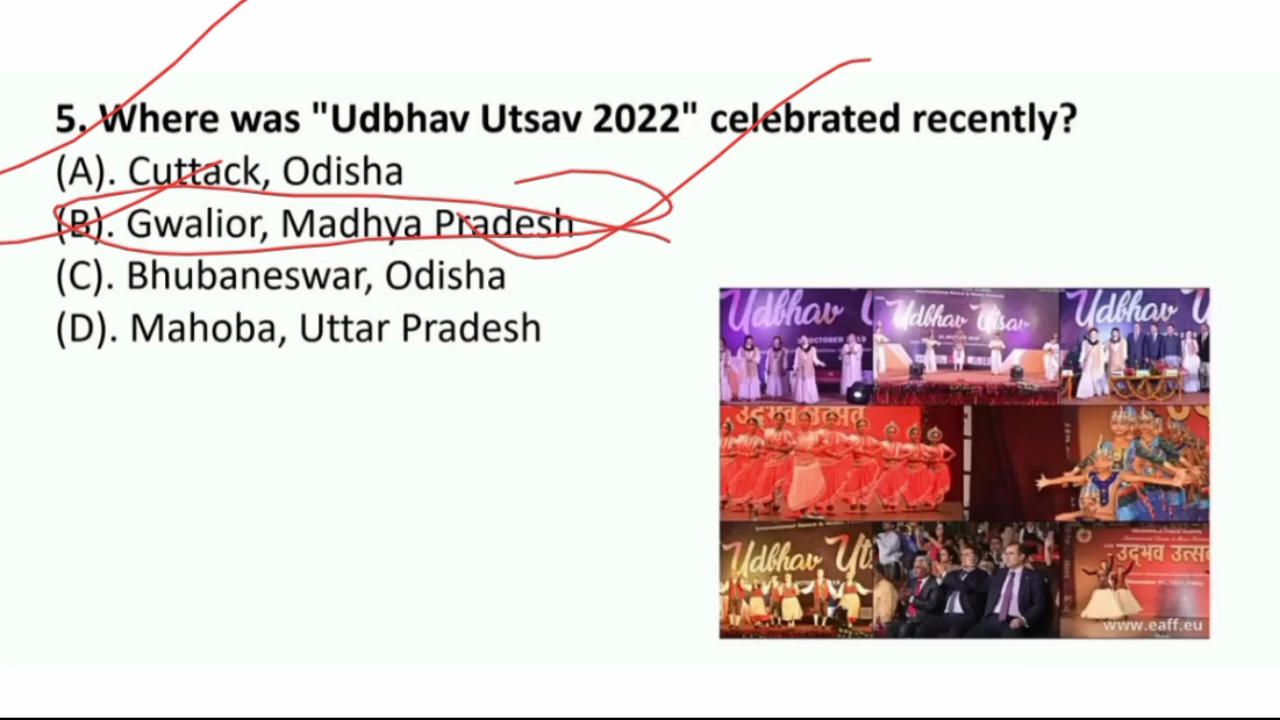 5. Where was "Udbhav Utsav 2022" celebrated recently?
(A). Cuttack, Odisha
(B). Gwalior, Madhya Pradesh
(C). Bhubaneswar, Odisha
(D). Mahoba, Uttar Pradesh
Udbhav U
Udbhav Utsav
Udbhav U
OCTOBER
उद्भव उत्सव
Udbhav Ut
उद्भव उत्स
www.eaff.eu